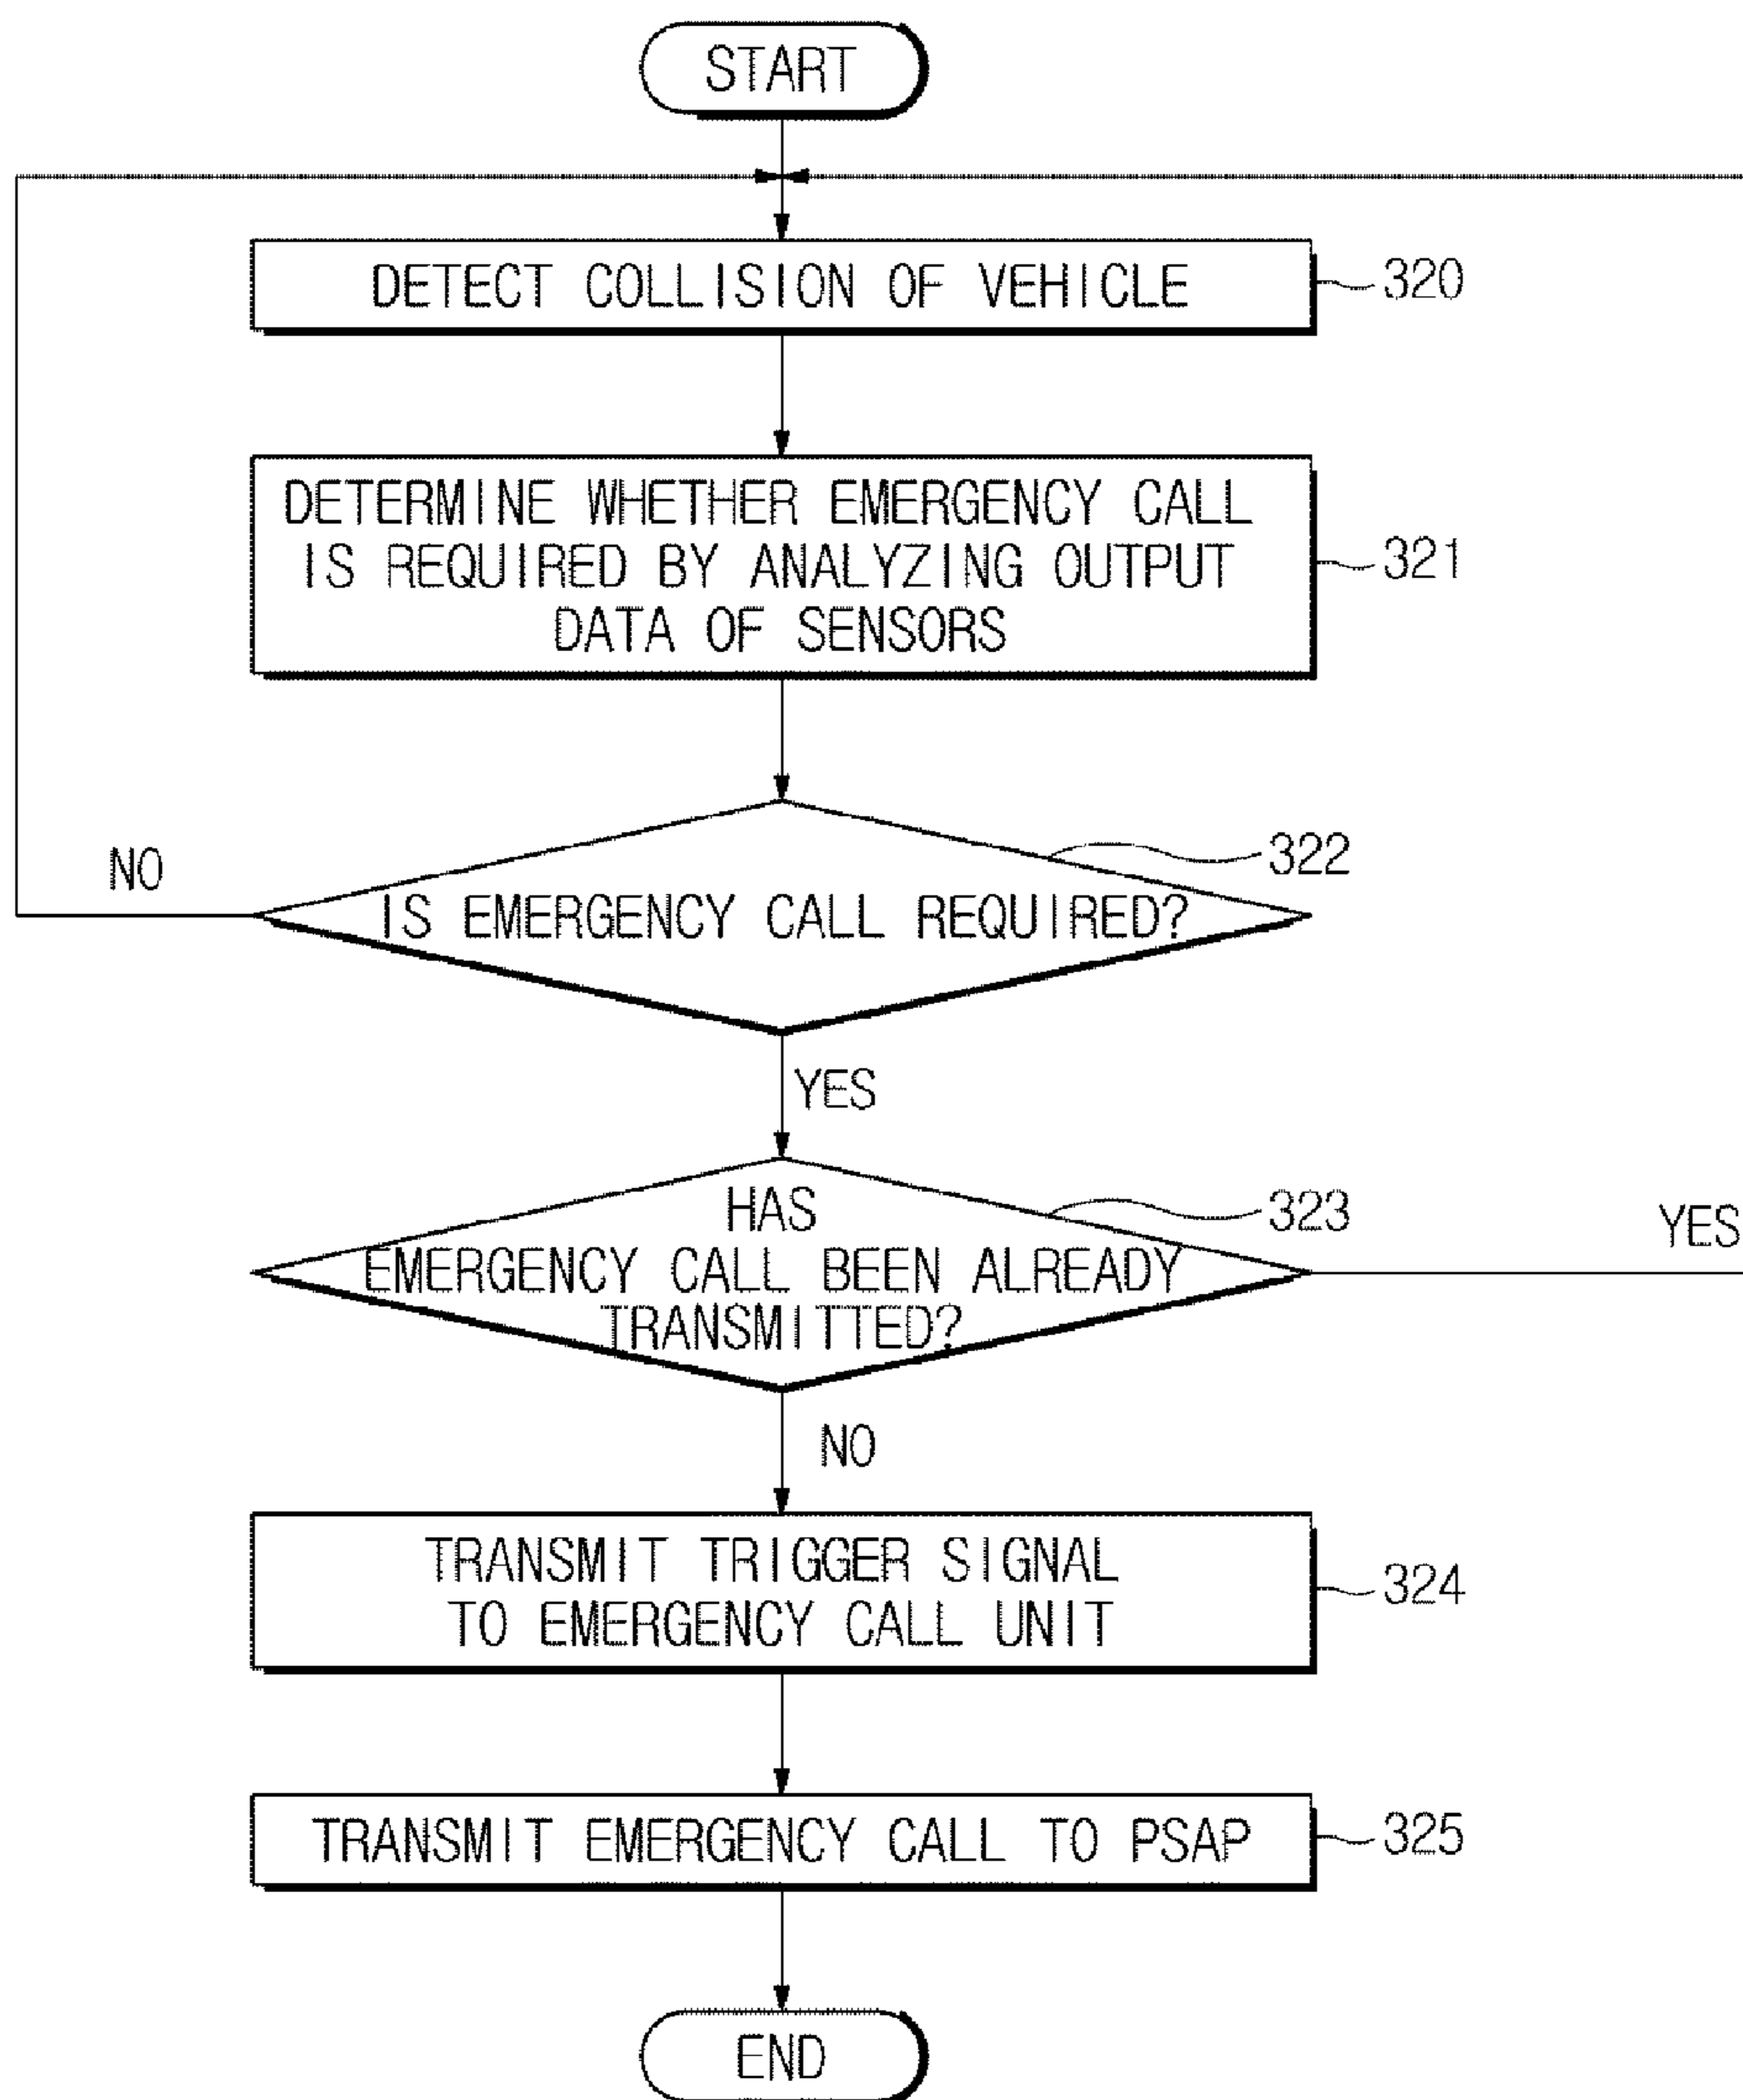 START
DETECT COLLISION OF VEHICLE
320
DETERMINE WHETHER EMERGENCY CALL
IS REQUIRED BY ANALYZING OUTPUT
DATA OF SENSORS
321
NO
322
IS EMERGENCY CALL REQUIRED?
YES
HAS
EMERGENCY CALL BEEN ALREADY
TRANSMITTED?
323
YES
NO
TRANSMIT TRIGGER SIGNAL
TO EMERGENCY CALL UNIT
324
TRANSMIT EMERGENCY CALL TO PSAP
325
END